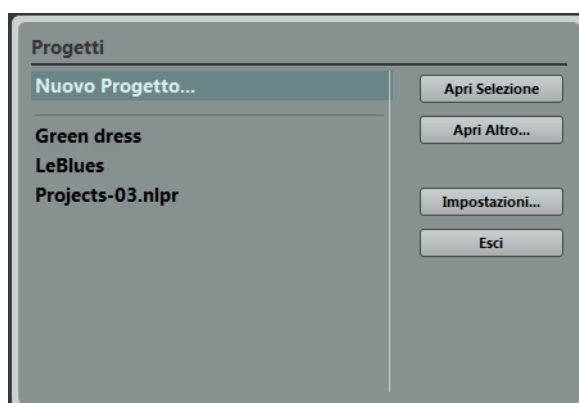 Progetti
Nuovo Progetto...
Green dress
LeBlues
Projects-03.nlpr
Apri Selezione
Apri Altro...
Impostazioni...
Esci